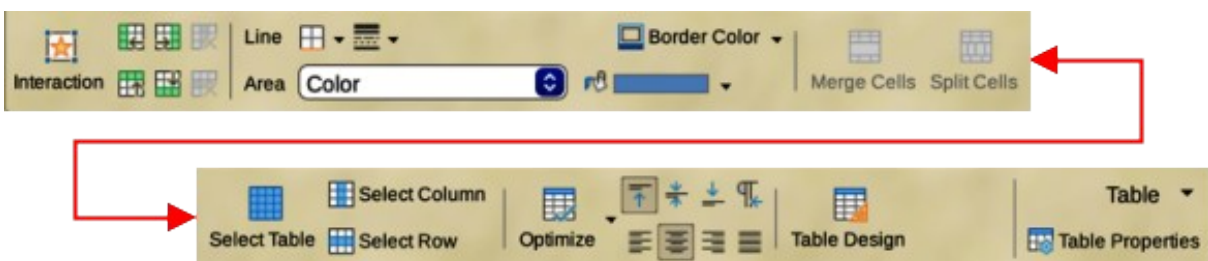 Line
Border Color
Interaction
Area
Color
Merge Cells
Split Cells
Select Column
Table
Select Table
Select Row
Optimize
Table Design
Table Properties